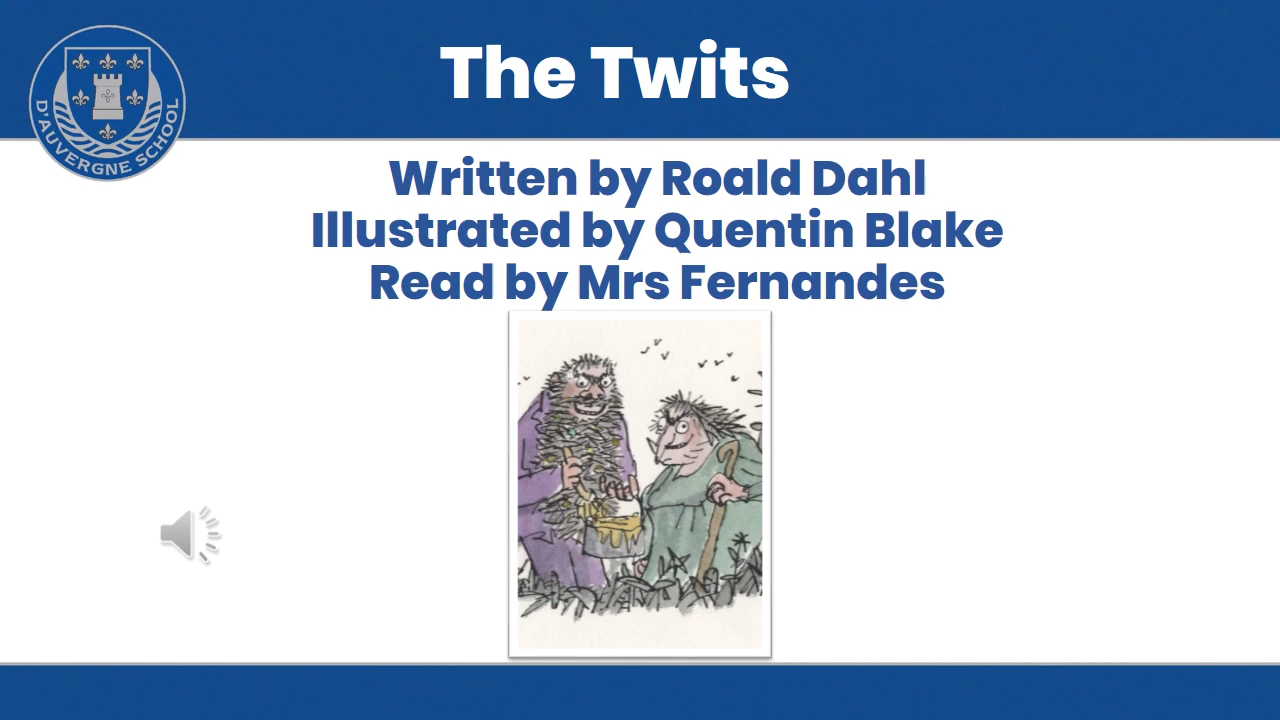 The Twits
D'AUVERGNE SCHOOL
Written by Roald Dahl
Illustrated by Quentin Blake
Read by Mrs Fernandes